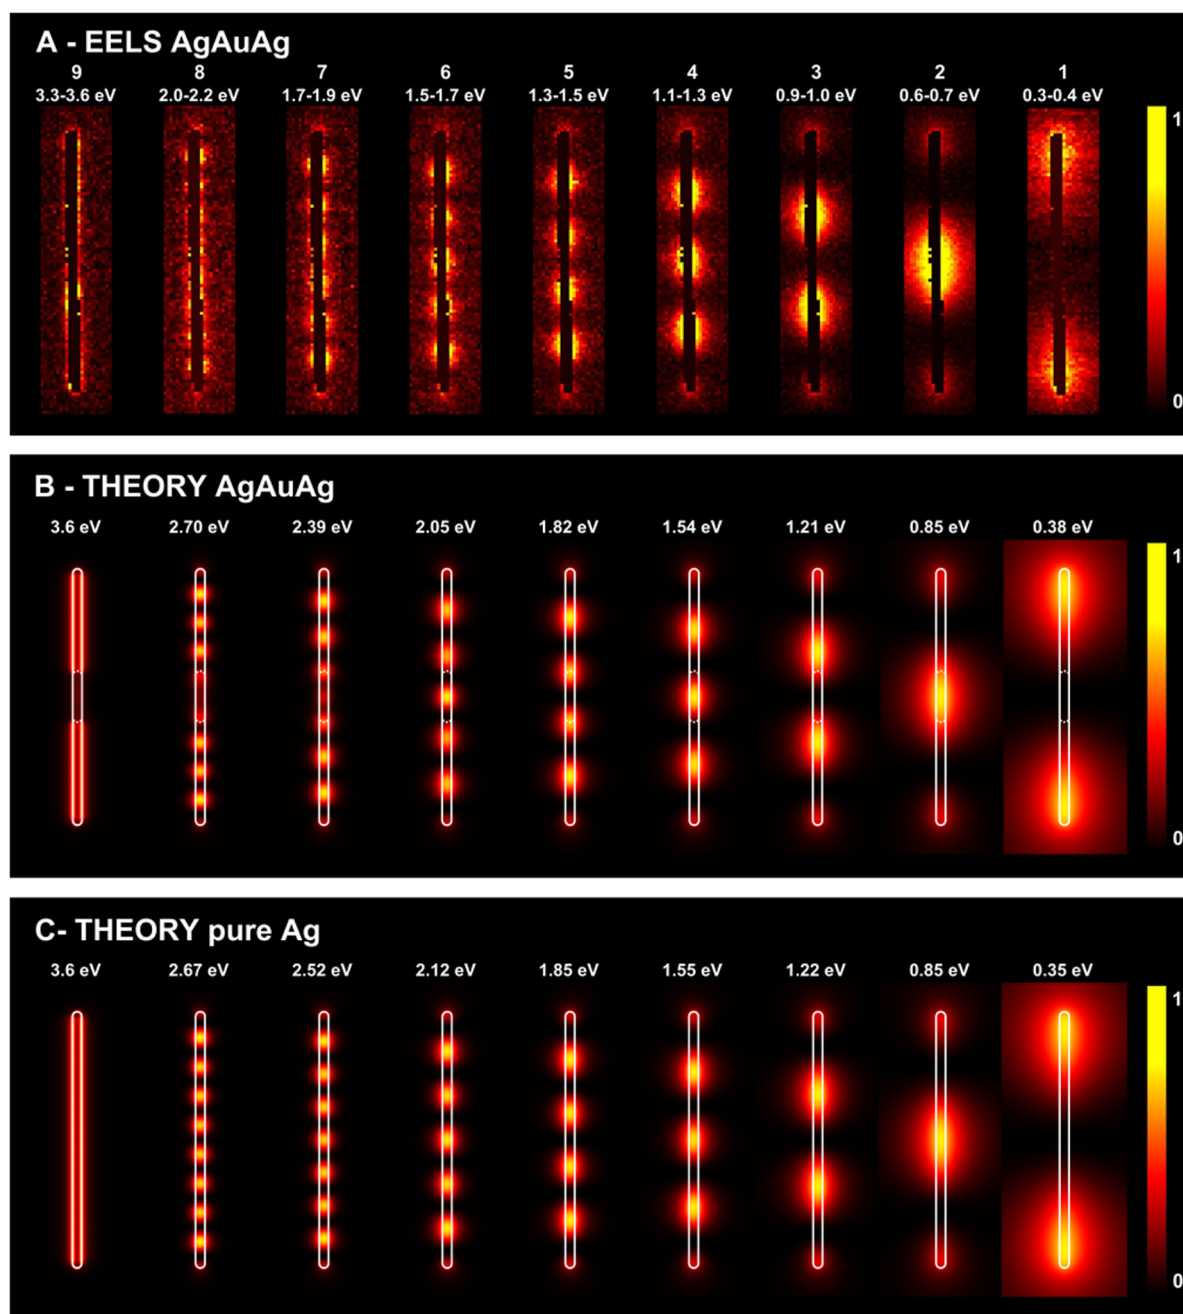 A - EELS AgAuAg
9 8 7 6 5 4 3 2 1
3.3-3.6 eV 2.0-2.2 eV 1.7-1.9 eV 1.5-1.7 eV 1.3-1.5 eV 1.1-1.3 eV 0.9-1.0 eV 0.6-0.7 eV 0.3-0.4 eV
1
0
B - THEORY AgAuAg
3.6 eV 2.70 eV 2.39 eV 2.05 eV 1.82 eV 1.54 eV 1.21 eV 0.85 eV 0.38 eV
1
0
C- THEORY pure Ag
3.6 eV 2.67 eV 2.52 eV 2.12 eV 1.85 eV 1.55 eV 1.22 eV 0.85 eV 0.35 eV
1
0